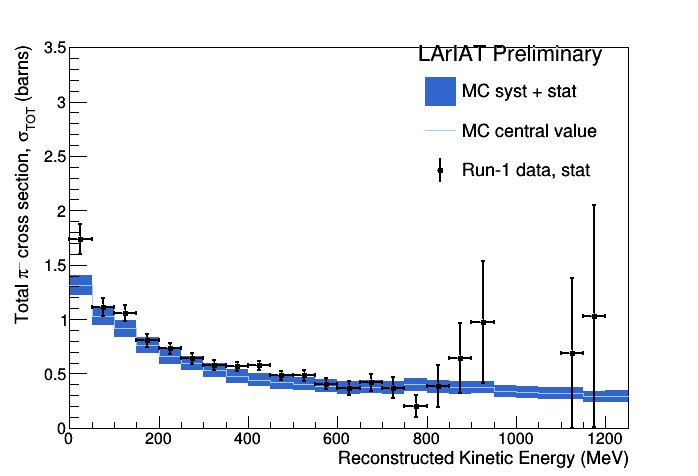 LArIAT Preliminary
MC syst + stat
MC central value
Run-1 data, stat
Total π⁻ cross section, σ_TOT (barns)
3.5
3
2.5
2
1.5
1
0.5
0
0 200 400 600 800 1000 1200
Reconstructed Kinetic Energy (MeV)